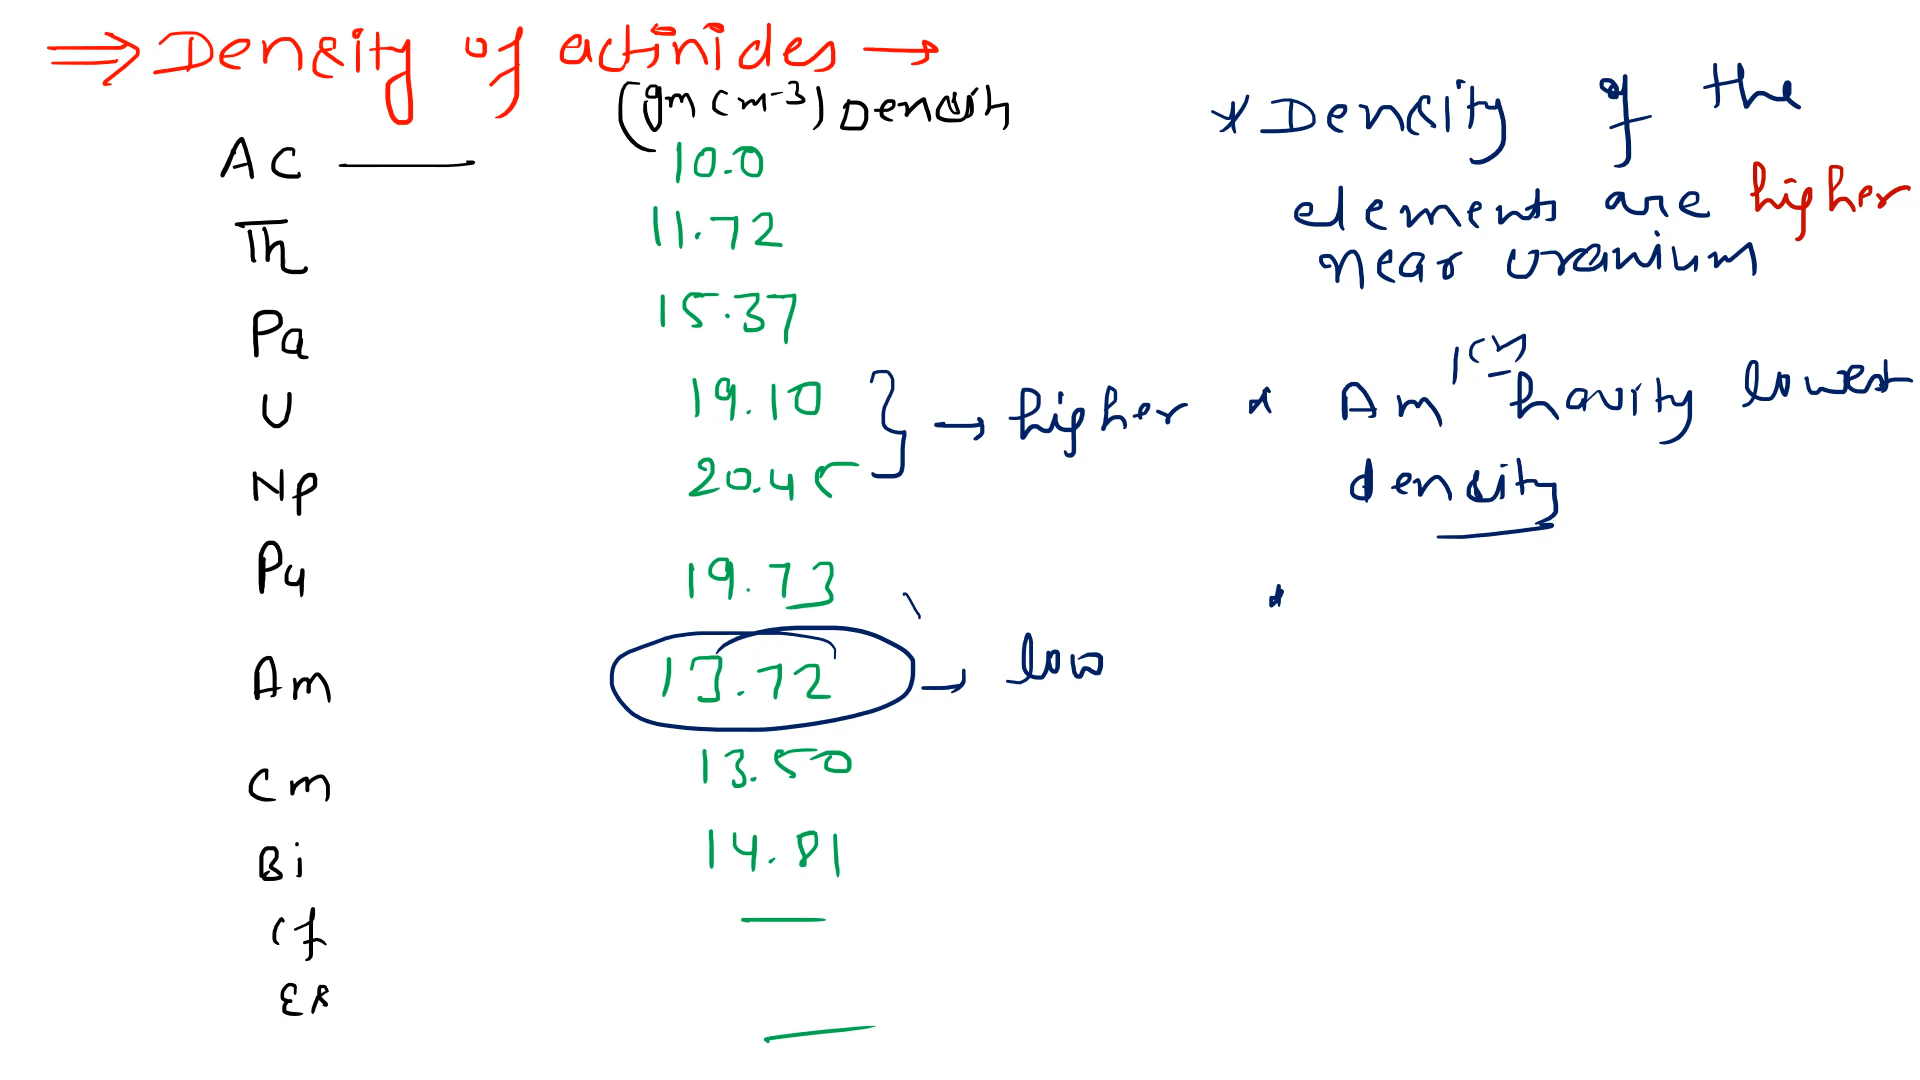 ⇒ Density of actinides →
(gm cm-3) Density
Ac — 10.0
Th 11.72
Pa 15.37
U 19.10
Np 20.45
→ higher
Pu 19.73
Am 13.72 → low
Cm 13.50
Bi 14.81
Cf —
Es —
* Density of the
elements are higher
near uranium
* Am having lowest
density
*